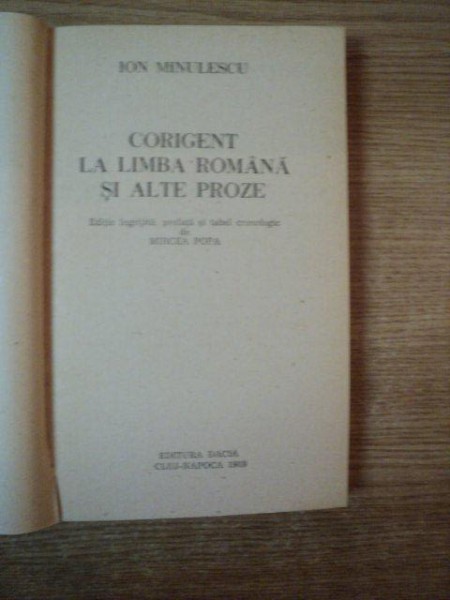 ION MINULESCU
CORIGENT
LA LIMBA ROMÂNĂ
ȘI ALTE PROZE
Ediție îngrijită, prefață și tabel cronologic
de
MIRCEA POPA
EDITURA DACIA
CLUJ-NAPOCA